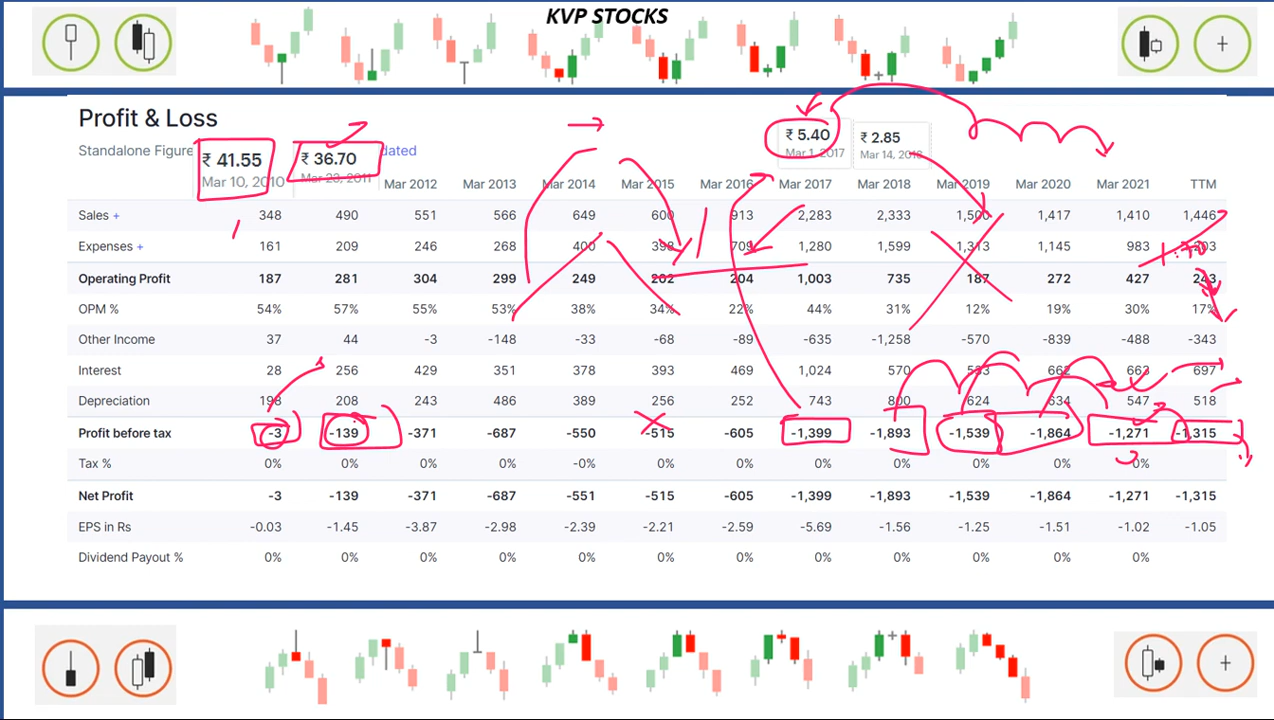 KVP STOCKS
Profit & Loss
₹ 5.40
₹ 2.85
Standalone Figure
₹ 41.55
₹ 36.70
Mar 1, 2017
Mar 10, 2010
Mar 2012 Mar 2013 Mar 2014 Mar 2015 Mar 2016 Mar 2017 Mar 2018 Mar 2019 Mar 2020 Mar 2021 TTM
Sales + 348 490 551 566 649 600 913 2,283 2,333 1,500 1,417 1,410 1,446
Expenses + 161 209 246 268 400 398 709 1,280 1,599 1,313 1,145 983
Operating Profit 187 281 304 299 249 202 204 1,003 735 187 272 427 243
OPM % 54% 57% 55% 53% 38% 34% 22% 44% 31% 12% 19% 30% 17%
Other Income 37 44 -3 -148 -33 -68 -89 -635 -1,258 -570 -839 -488 -343
Interest 28 256 429 351 378 393 469 1,024 570 533 662 663 697
Depreciation 198 208 243 486 389 256 252 743 800 624 534 547 518
Profit before tax -3 -139 -371 -687 -550 -515 -605 -1,399 -1,893 -1,539 -1,864 -1,271 -1,315
Tax % 0% 0% 0% 0% -0% 0% 0% 0% 0% 0% 0% 0%
Net Profit -3 -139 -371 -687 -551 -515 -605 -1,399 -1,893 -1,539 -1,864 -1,271 -1,315
EPS in Rs -0.03 -1.45 -3.87 -2.98 -2.39 -2.21 -2.59 -5.69 -1.56 -1.25 -1.51 -1.02 -1.05
Dividend Payout % 0% 0% 0% 0% 0% 0% 0% 0% 0% 0% 0% 0%